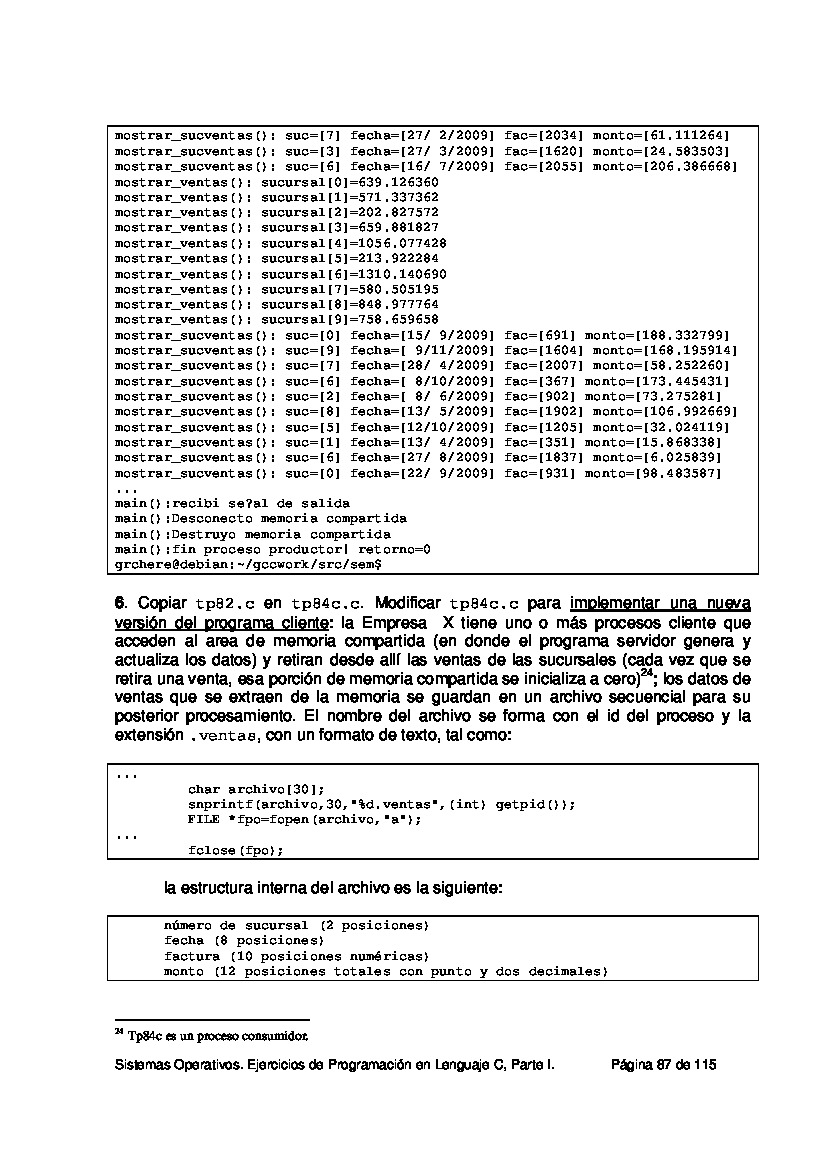 mostrar_sucventas(): suc=[7] fecha=[27/ 2/2009] fac=[2034] monto=[61.111264]
mostrar_sucventas(): suc=[3] fecha=[27/ 3/2009] fac=[1620] monto=[24.583503]
mostrar_sucventas(): suc=[6] fecha=[16/ 7/2009] fac=[2055] monto=[206.386668]
mostrar_ventas(): sucursal[0]=639.126360
mostrar_ventas(): sucursal[1]=571.337362
mostrar_ventas(): sucursal[2]=202.827572
mostrar_ventas(): sucursal[3]=659.881827
mostrar_ventas(): sucursal[4]=1056.077428
mostrar_ventas(): sucursal[5]=213.922284
mostrar_ventas(): sucursal[6]=1310.140690
mostrar_ventas(): sucursal[7]=580.505195
mostrar_ventas(): sucursal[8]=848.977764
mostrar_ventas(): sucursal[9]=758.659658
mostrar_sucventas(): suc=[0] fecha=[15/ 9/2009] fac=[691] monto=[188.332799]
mostrar_sucventas(): suc=[9] fecha=[ 9/11/2009] fac=[1604] monto=[168.195914]
mostrar_sucventas(): suc=[7] fecha=[28/ 4/2009] fac=[2007] monto=[58.252260]
mostrar_sucventas(): suc=[6] fecha=[ 8/10/2009] fac=[367] monto=[173.445431]
mostrar_sucventas(): suc=[2] fecha=[ 8/ 6/2009] fac=[902] monto=[73.275281]
mostrar_sucventas(): suc=[8] fecha=[13/ 5/2009] fac=[1902] monto=[106.992669]
mostrar_sucventas(): suc=[5] fecha=[12/10/2009] fac=[1205] monto=[32.024119]
mostrar_sucventas(): suc=[1] fecha=[13/ 4/2009] fac=[351] monto=[15.868338]
mostrar_sucventas(): suc=[6] fecha=[27/ 8/2009] fac=[1837] monto=[6.025839]
mostrar_sucventas(): suc=[0] fecha=[22/ 9/2009] fac=[931] monto=[98.483587]
...
main():recibi se?al de salida
main():Desconecto memoria compartida
main():Destruyo memoria compartida
main():fin proceso productor| retorno=0
grchere@debian:~/gccwork/src/sem$
6. Copiar tp82.c en tp84c.c. Modificar tp84c.c para implementar una nueva
versión del programa cliente: la Empresa X tiene uno o más procesos cliente que
acceden al area de memoria compartida (en donde el programa servidor genera y
actualiza los datos) y retiran desde allí las ventas de las sucursales (cada vez que se
retira una venta, esa porción de memoria compartida se inicializa a cero)24; los datos de
ventas que se extraen de la memoria se guardan en un archivo secuencial para su
posterior procesamiento. El nombre del archivo se forma con el id del proceso y la
extensión .ventas, con un formato de texto, tal como:
...
char archivo[30];
snprintf(archivo,30,"%d.ventas",(int) getpid());
FILE *fpo=fopen(archivo,"a");
...
fclose(fpo);
la estructura interna del archivo es la siguiente:
número de sucursal (2 posiciones)
fecha (8 posiciones)
factura (10 posiciones numéricas)
monto (12 posiciones totales con punto y dos decimales)
24 Tp84c es un proceso consumidor.
Sistemas Operativos. Ejercicios de Programación en Lenguaje C, Parte I. Página 87 de 115